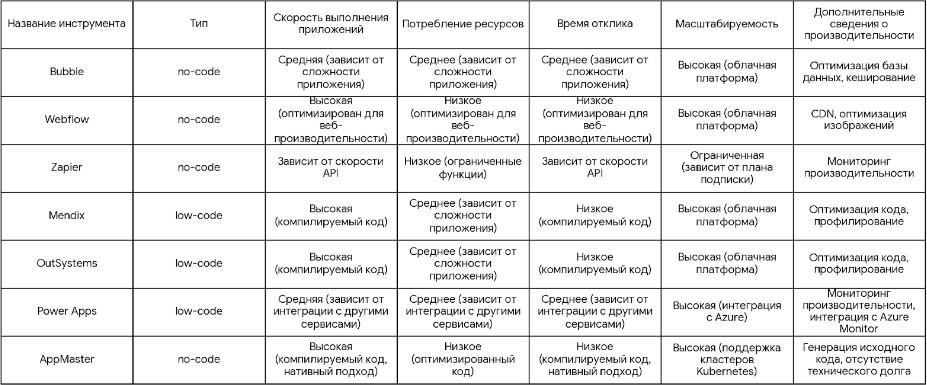 Название инструмента
Тип
Скорость выполнения
приложений
Потребление ресурсов
Время отклика
Масштабируемость
Дополнительные
сведения о
производительности
Bubble
no-code
Средняя (зависит от
сложности
приложения)
Среднее (зависит от
сложности
приложения)
Среднее (зависит от
сложности
приложения)
Высокая (облачная
платформа)
Оптимизация базы
данных, кеширование
Webflow
no-code
Высокая
(оптимизирован для
веб-
производительности)
Низкое
(оптимизирован для
веб-
производительности)
Низкое
(оптимизирован для
веб-
производительности)
Высокая (облачная
платформа)
CDN, оптимизация
изображений
Zapier
no-code
Зависит от скорости
API
Низкое (ограниченные
функции)
Зависит от скорости
API
Ограниченная
(зависит от плана
подписки)
Мониторинг
производительности
Mendix
low-code
Высокая
(компилируемый код)
Среднее (зависит от
сложности
приложения)
Низкое
(компилируемый код)
Высокая (облачная
платформа)
Оптимизация кода,
профилирование
OutSystems
low-code
Высокая
(компилируемый код)
Среднее (зависит от
сложности
приложения)
Низкое
(компилируемый код)
Высокая (облачная
платформа)
Оптимизация кода,
профилирование
Power Apps
low-code
Средняя (зависит от
интеграции с другими
сервисами)
Среднее (зависит от
интеграции с другими
сервисами)
Среднее (зависит от
интеграции с другими
сервисами)
Высокая (интеграция
с Azure)
Мониторинг
производительности,
интеграция с Azure
Monitor
AppMaster
no-code
Высокая
(компилируемый код,
нативный подход)
Низкое
(оптимизированный
код)
Низкое
(компилируемый код,
нативный подход)
Высокая (поддержка
кластеров
Kubernetes)
Генерация исходного
кода, отсутствие
технического долга